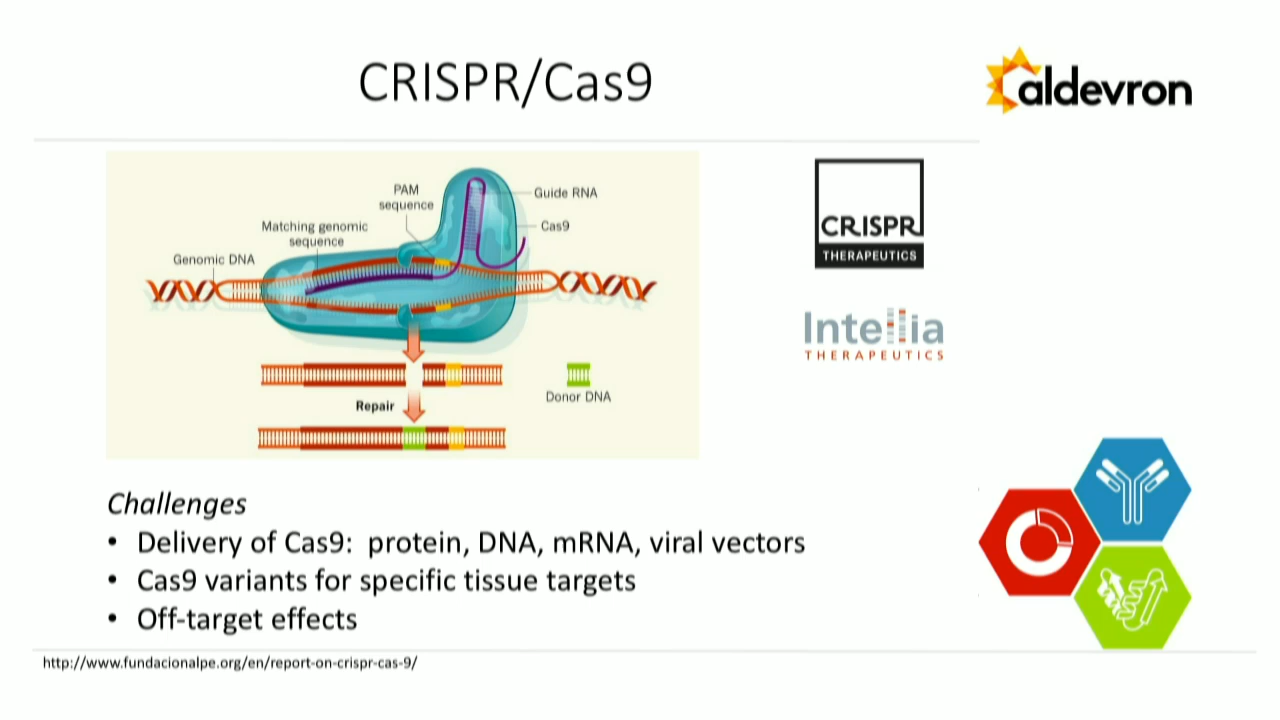 CRISPR/Cas9
aldevron
PAM
sequence
Guide RNA
Matching genomic
sequence
Cas9
Genomic DNA
CRISPR
THERAPEUTICS
Intellia
THERAPEUTICS
Donor DNA
Repair
Challenges
• Delivery of Cas9: protein, DNA, mRNA, viral vectors
• Cas9 variants for specific tissue targets
• Off-target effects
http://www.fundacionalpe.org/en/report-on-crispr-cas-9/